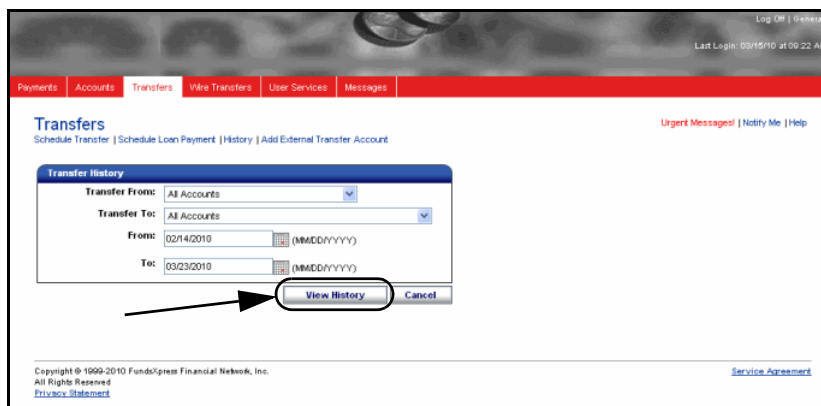 Log Off | Genera
Last Login: 03/15/10 at 09:22 A
Payments Accounts Transfers Wire Transfers User Services Messages
Transfers
Urgent Messages! | Notify Me | Help
Schedule Transfer | Schedule Loan Payment | History | Add External Transfer Account
Transfer History
Transfer From: All Accounts
Transfer To: All Accounts
From: 02/14/2010 (MM/DD/YYYY)
To: 03/23/2010 (MM/DD/YYYY)
View History Cancel
Copyright © 1999-2010 FundsXpress Financial Network, Inc.
Service Agreement
All Rights Reserved
Privacy Statement